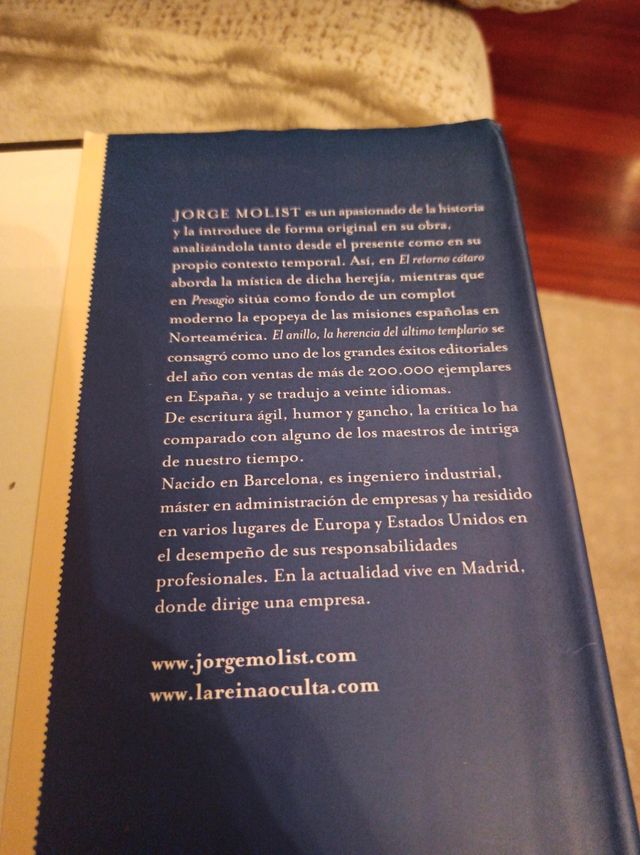 JORGE MOLIST es un apasionado de la historia
y la introduce de forma original en su obra,
analizándola tanto desde el presente como en su
propio contexto temporal. Así, en El retorno cátaro
aborda la mística de dicha herejía, mientras que
en Presagio sitúa como fondo de un complot
moderno la epopeya de las misiones españolas en
Norteamérica. El anillo, la herencia del último templario se
consagró como uno de los grandes éxitos editoriales
del año con ventas de más de 200.000 ejemplares
en España, y se tradujo a veinte idiomas.
De escritura ágil, humor y gancho, la crítica lo ha
comparado con alguno de los maestros de intriga
de nuestro tiempo.
Nacido en Barcelona, es ingeniero industrial,
máster en administración de empresas y ha residido
en varios lugares de Europa y Estados Unidos en
el desempeño de sus responsabilidades
profesionales. En la actualidad vive en Madrid,
donde dirige una empresa.
www.jorgemolist.com
www.lareinaoculta.com